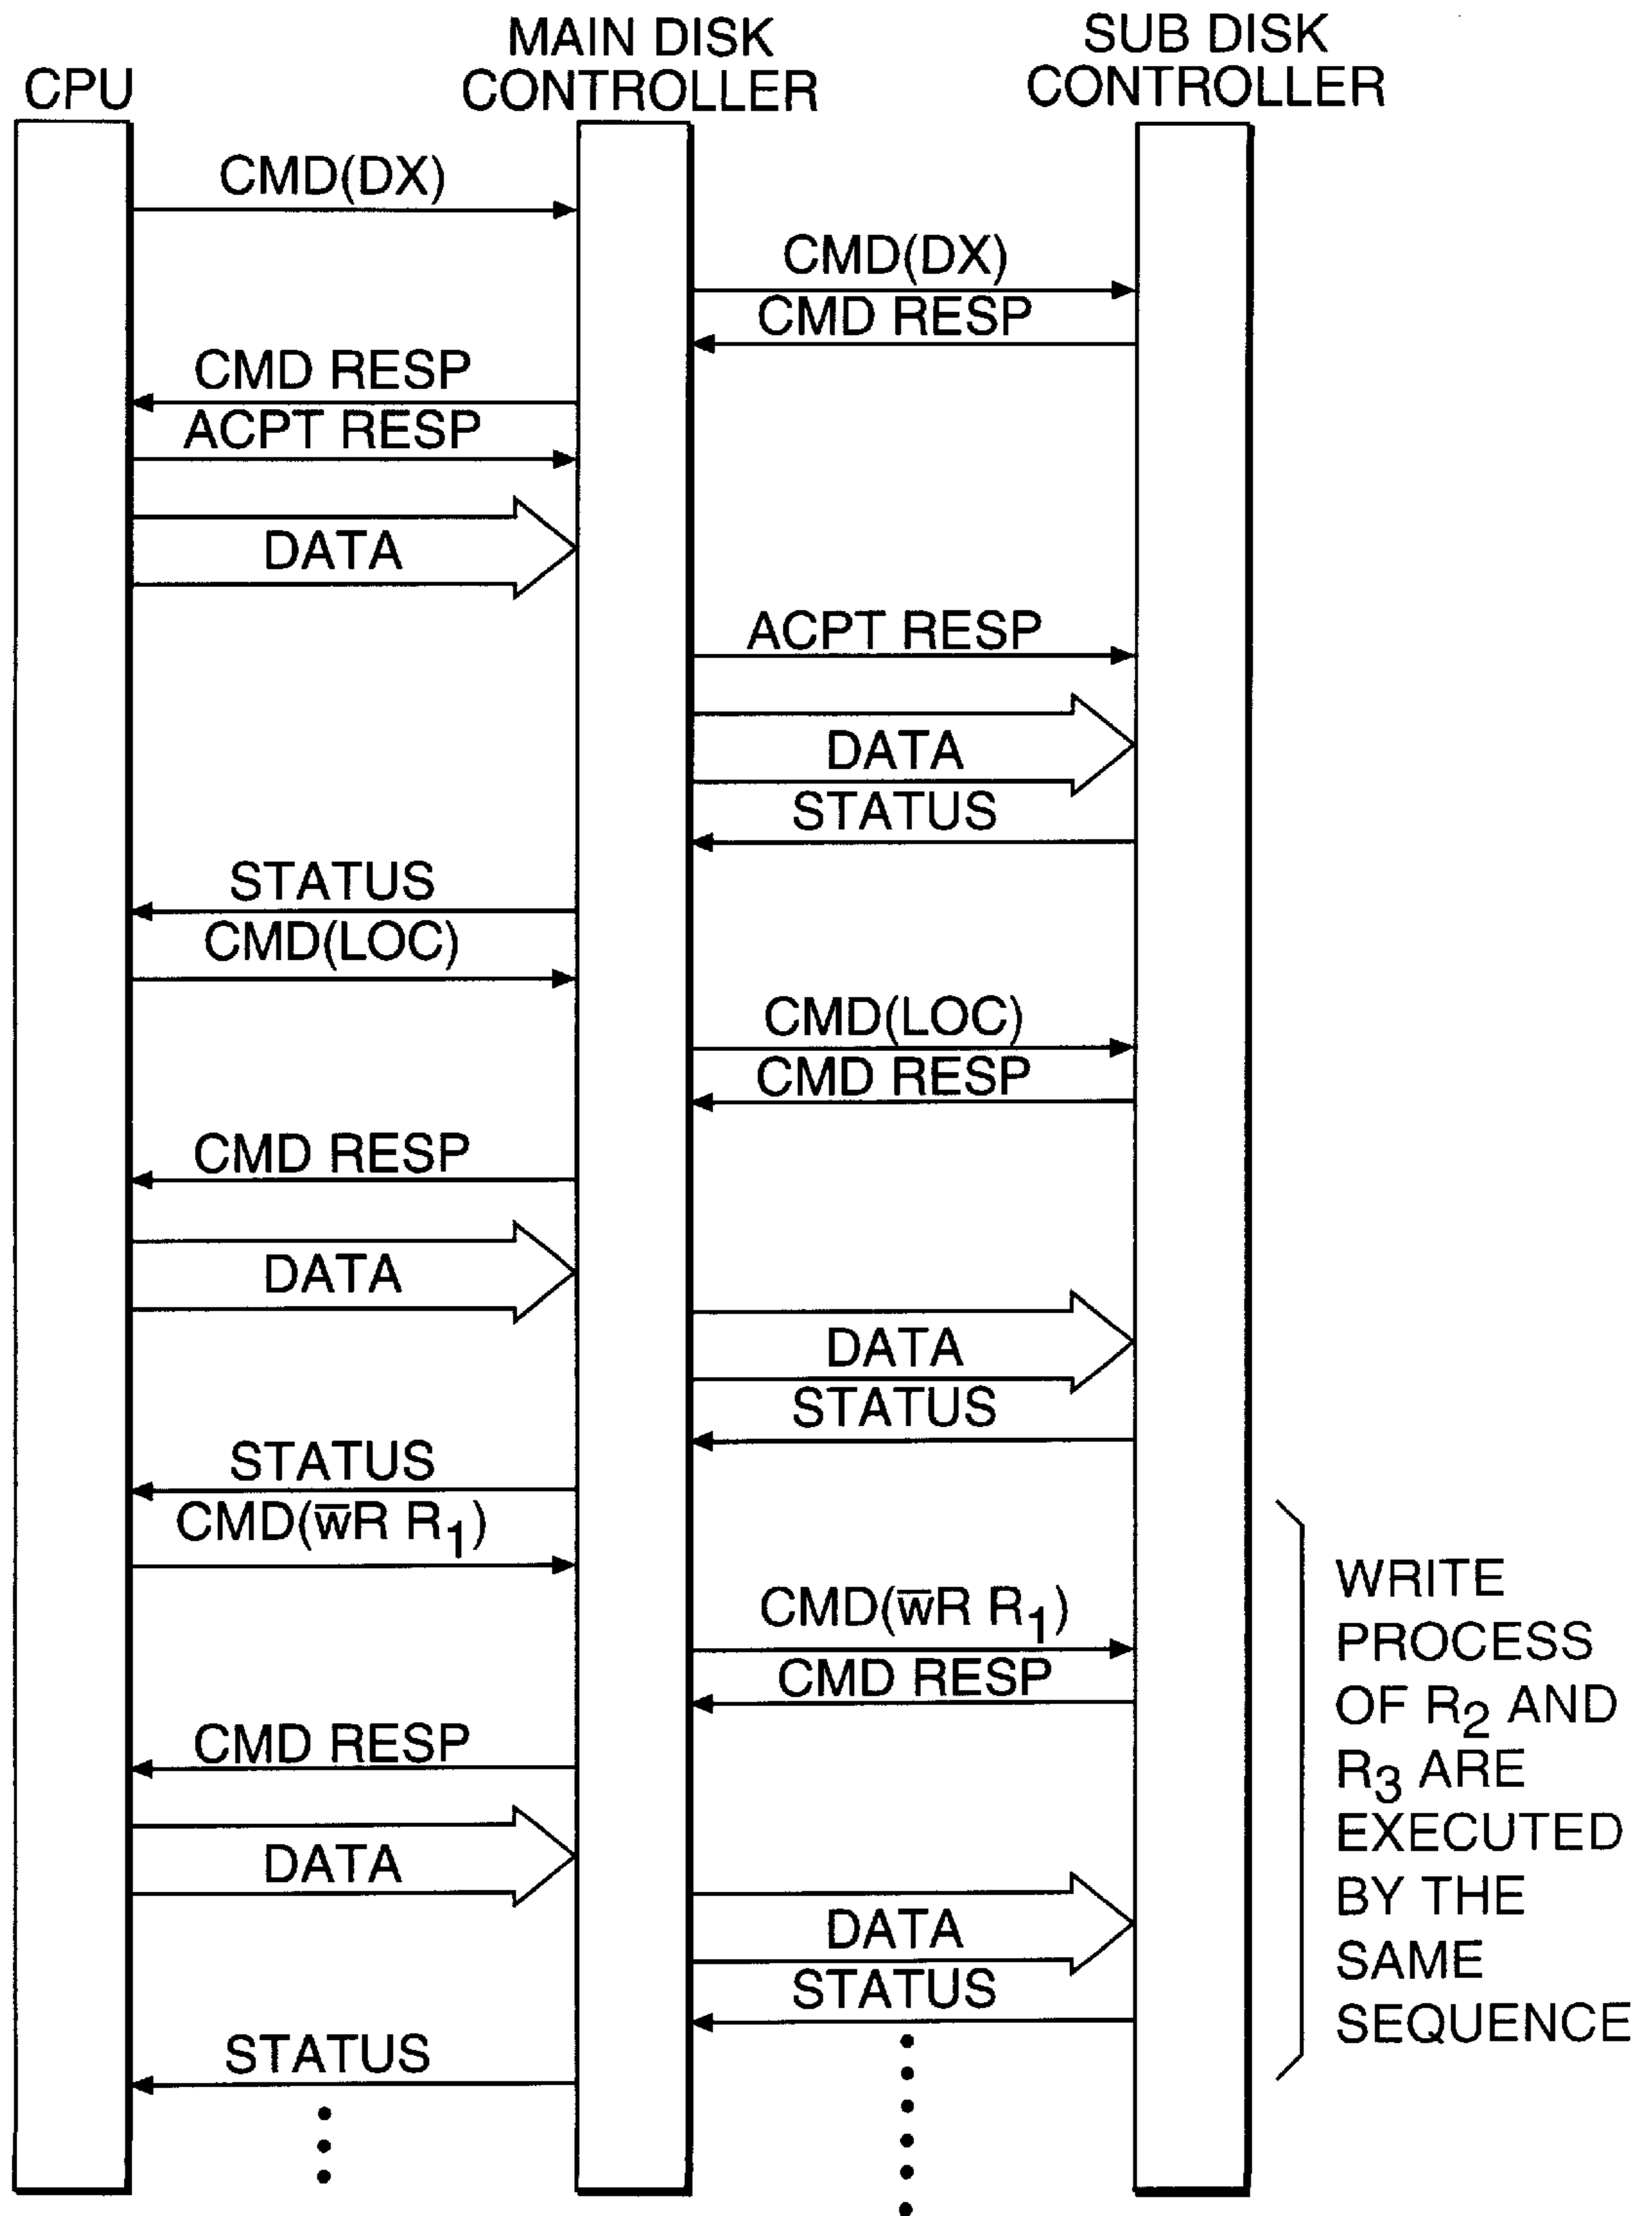 CPU
MAIN DISK
CONTROLLER
SUB DISK
CONTROLLER
CMD(DX)
CMD(DX)
CMD RESP
CMD RESP
ACPT RESP
DATA
ACPT RESP
DATA
STATUS
STATUS
CMD(LOC)
CMD(LOC)
CMD RESP
CMD RESP
DATA
DATA
STATUS
STATUS
CMD(w̅R R₁)
CMD(w̅R R₁)
CMD RESP
CMD RESP
DATA
DATA
STATUS
STATUS
WRITE
PROCESS
OF R₂ AND
R₃ ARE
EXECUTED
BY THE
SAME
SEQUENCE